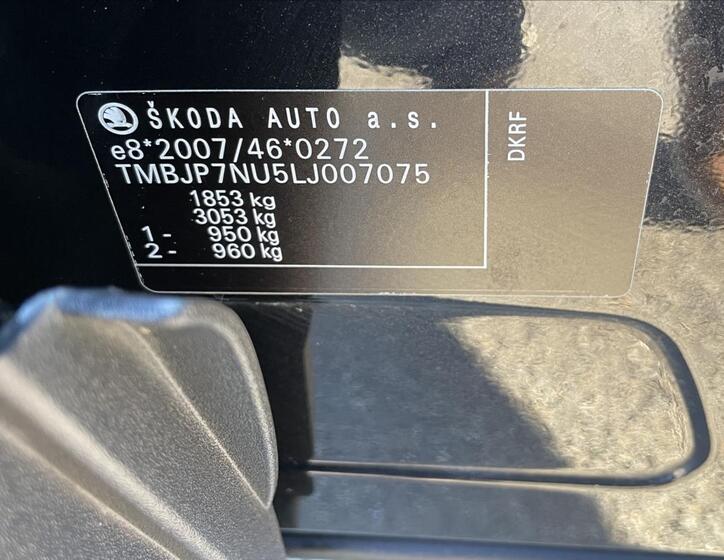 ŠKODA AUTO a.s.
e8*2007/46*0272
TMBJP7NU5LJ007075
1853 kg
3053 kg
1- 950 kg
2- 960 kg
DKRF